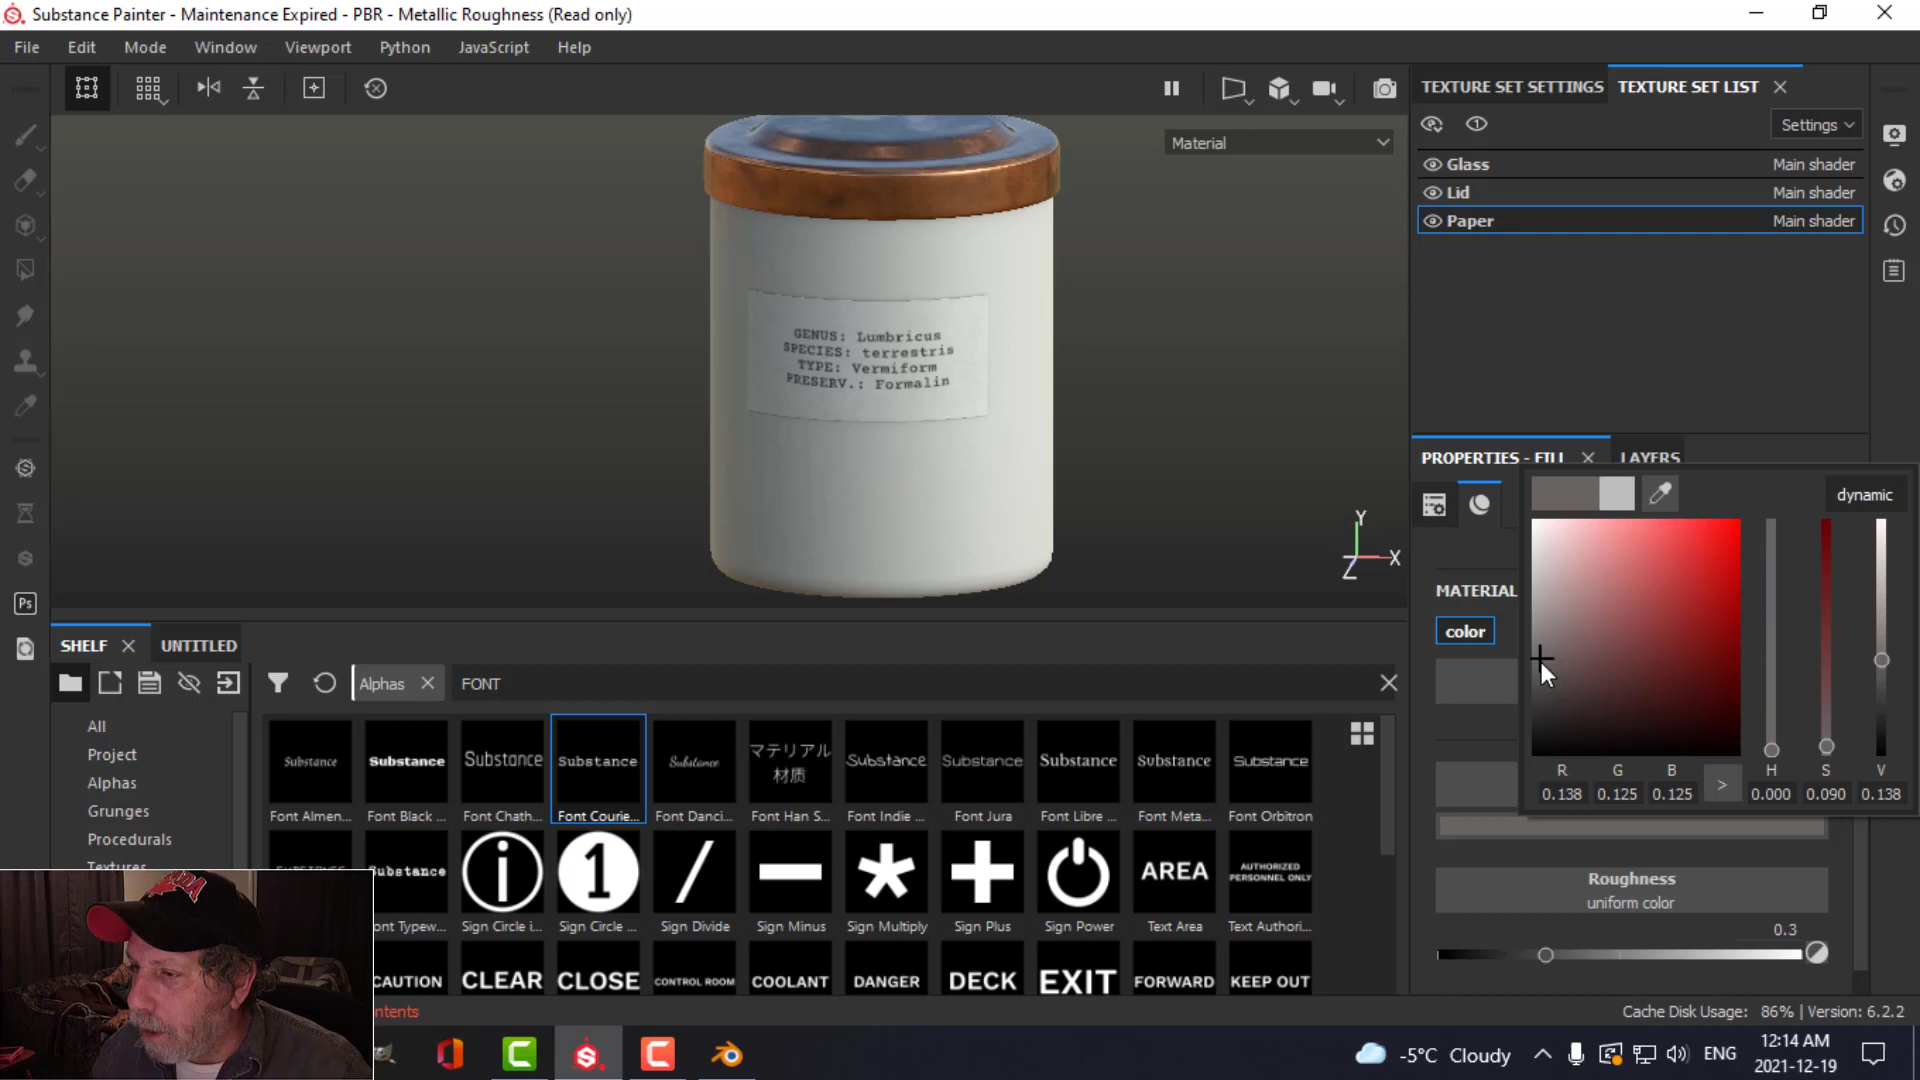 Substance Painter - Maintenance Expired - PBR - Metallic Roughness (Read only)
File Edit Mode Window Viewport Python JavaScript Help
TEXTURE SET SETTINGS TEXTURE SET LIST
Settings
Material
Glass Main shader
Lid Main shader
Paper Main shader
GENUS: Lumbricus
SPECIES: terrestris
TYPE: Vermiform
PRESERV.: Formalin
Y
X
Z
PROPERTIES - FILL LAYERS
dynamic
MATERIAL
color
R G B > H S V
0.138 0.125 0.125 0.000 0.090 0.138
Roughness
uniform color
0.3
SHELF UNTITLED
Alphas FONT
All
Project
Alphas
Grunges
Procedurals
Textures
Substance Substance Substance Substance Substance マテリアル Substance Substance Substance Substance Substance
材质
Font Almen... Font Black ... Font Chath... Font Courie... Font Danci... Font Han S... Font Indie ... Font Jura Font Libre ... Font Meta... Font Orbitron
Substance i 1 / AREA AUTHORIZED
PERSONNEL ONLY
Font Typew... Sign Circle i... Sign Circle ... Sign Divide Sign Minus Sign Multiply Sign Plus Sign Power Text Area Text Authori...
CAUTION CLEAR CLOSE CONTROL ROOM COOLANT DANGER DECK EXIT FORWARD KEEP OUT
Cache Disk Usage: 86% | Version: 6.2.2
Ps
-5°C Cloudy ENG 12:14 AM
2021-12-19